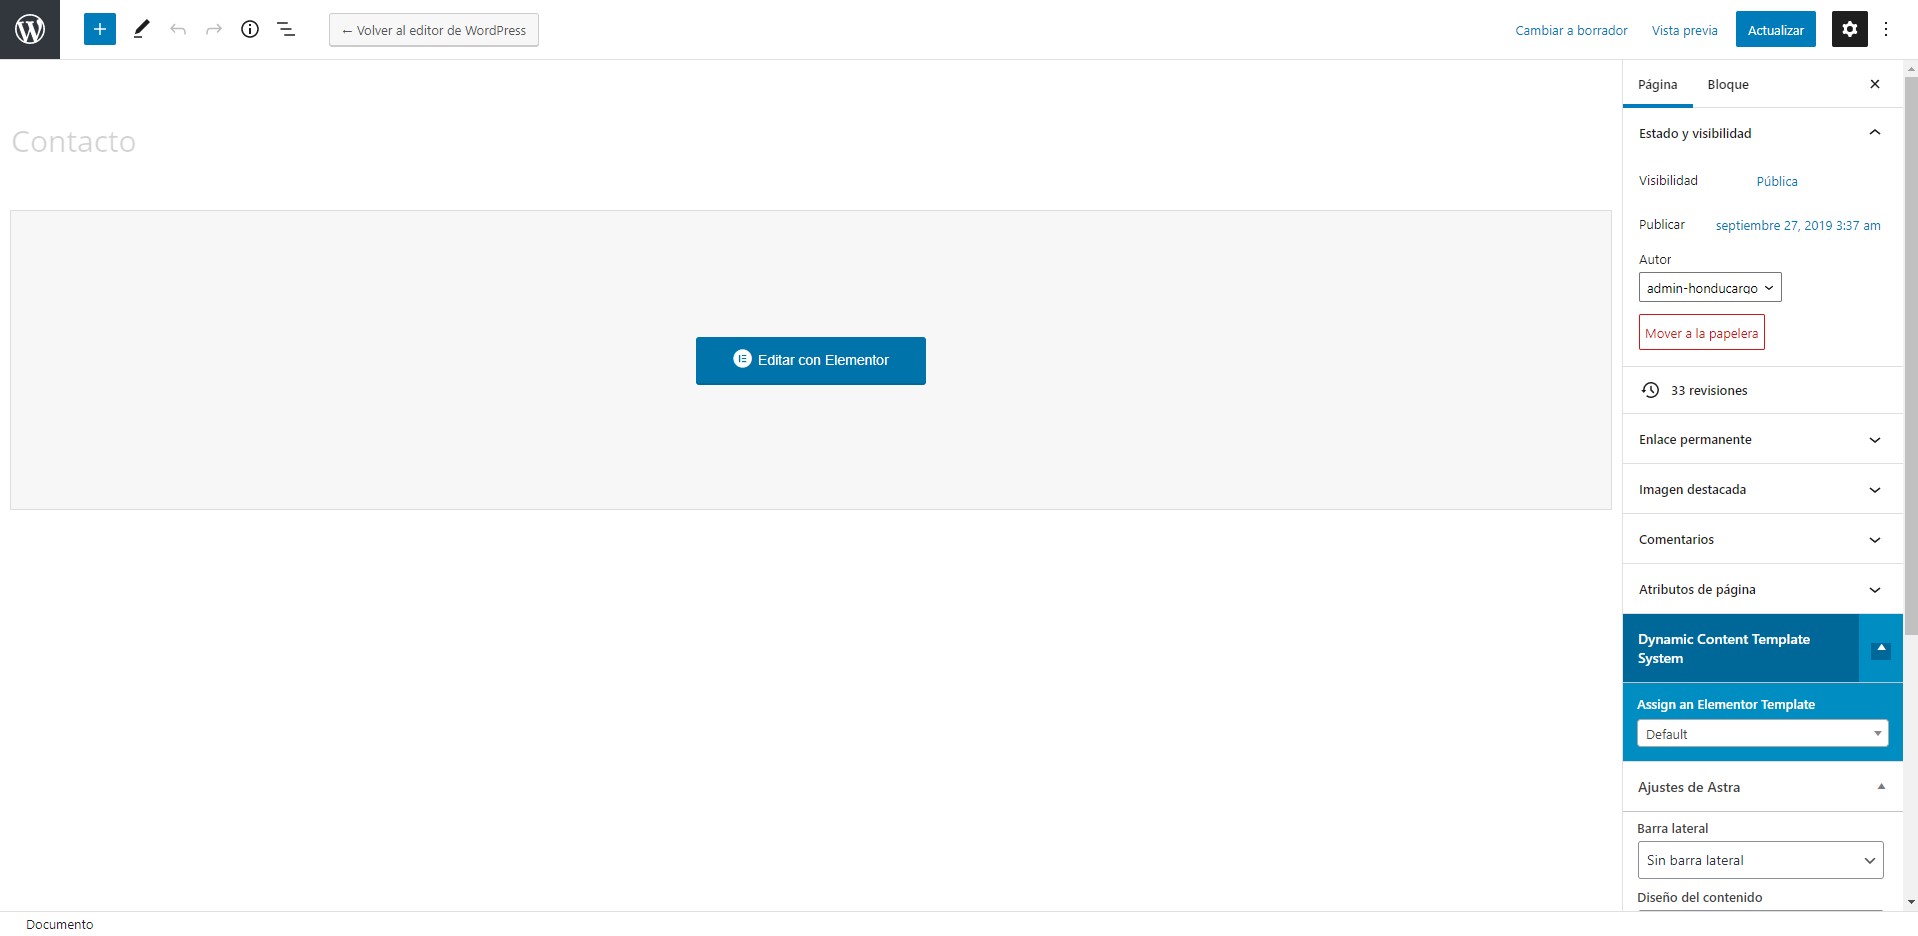 ← Volver al editor de WordPress
Cambiar a borrador
Vista previa
Actualizar
Contacto
Editar con Elementor
Página
Bloque
Estado y visibilidad
Visibilidad
Pública
Publicar
septiembre 27, 2019 3:37 am
Autor
admin-honducargo
Mover a la papelera
33 revisiones
Enlace permanente
Imagen destacada
Comentarios
Atributos de página
Dynamic Content Template
System
Assign an Elementor Template
Default
Ajustes de Astra
Barra lateral
Sin barra lateral
Diseño del contenido
Documento